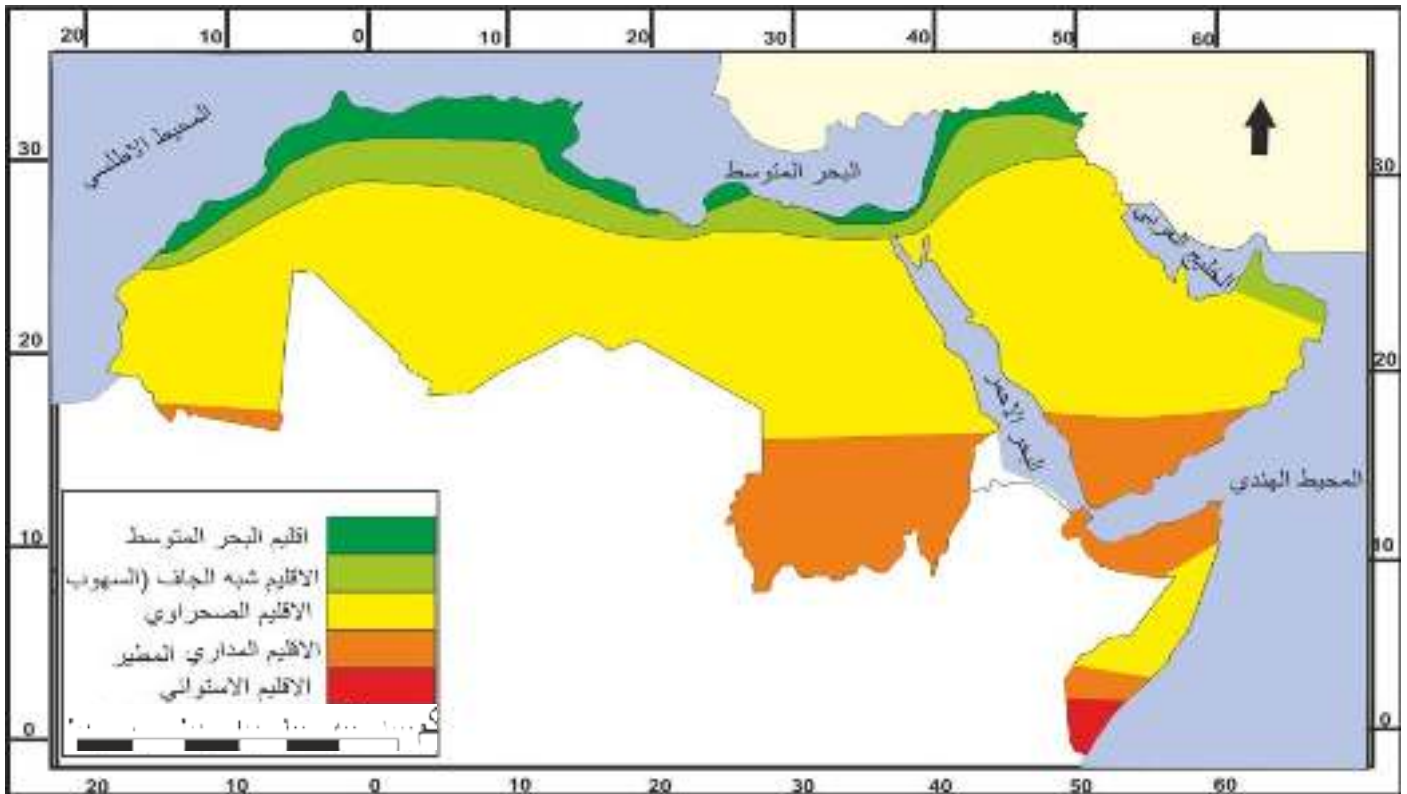 20 10 0 10 20 30 40 50 60
المحيط الاطلسي
البحر المتوسط
الخليج العربي
البحر الأحمر
المحيط الهندي
30
20
10
0
30
20
10
0
اقليم البحر المتوسط
الاقليم شبه الجاف (السهوب
الاقليم الصحراوي
الاقليم المداري المطير
الاقليم الاستوائي
كم
20 10 0 10 20 30 40 50 60